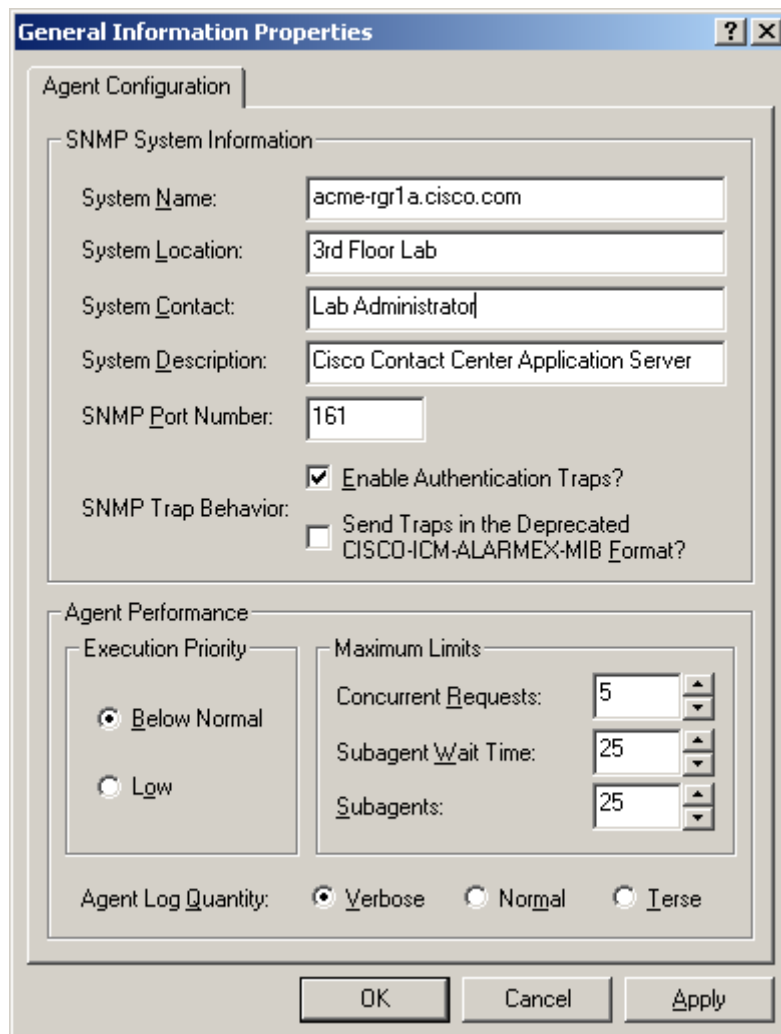 General Information Properties
Agent Configuration
SNMP System Information
System Name: acme-rgr1a.cisco.com
System Location: 3rd Floor Lab
System Contact: Lab Administrator
System Description: Cisco Contact Center Application Server
SNMP Port Number: 161
SNMP Trap Behavior:
Enable Authentication Traps?
Send Traps in the Deprecated
CISCO-ICM-ALARMEX-MIB Format?
Agent Performance
Execution Priority
Below Normal
Low
Maximum Limits
Concurrent Requests: 5
Subagent Wait Time: 25
Subagents: 25
Agent Log Quantity: Verbose Normal Terse
OK Cancel Apply